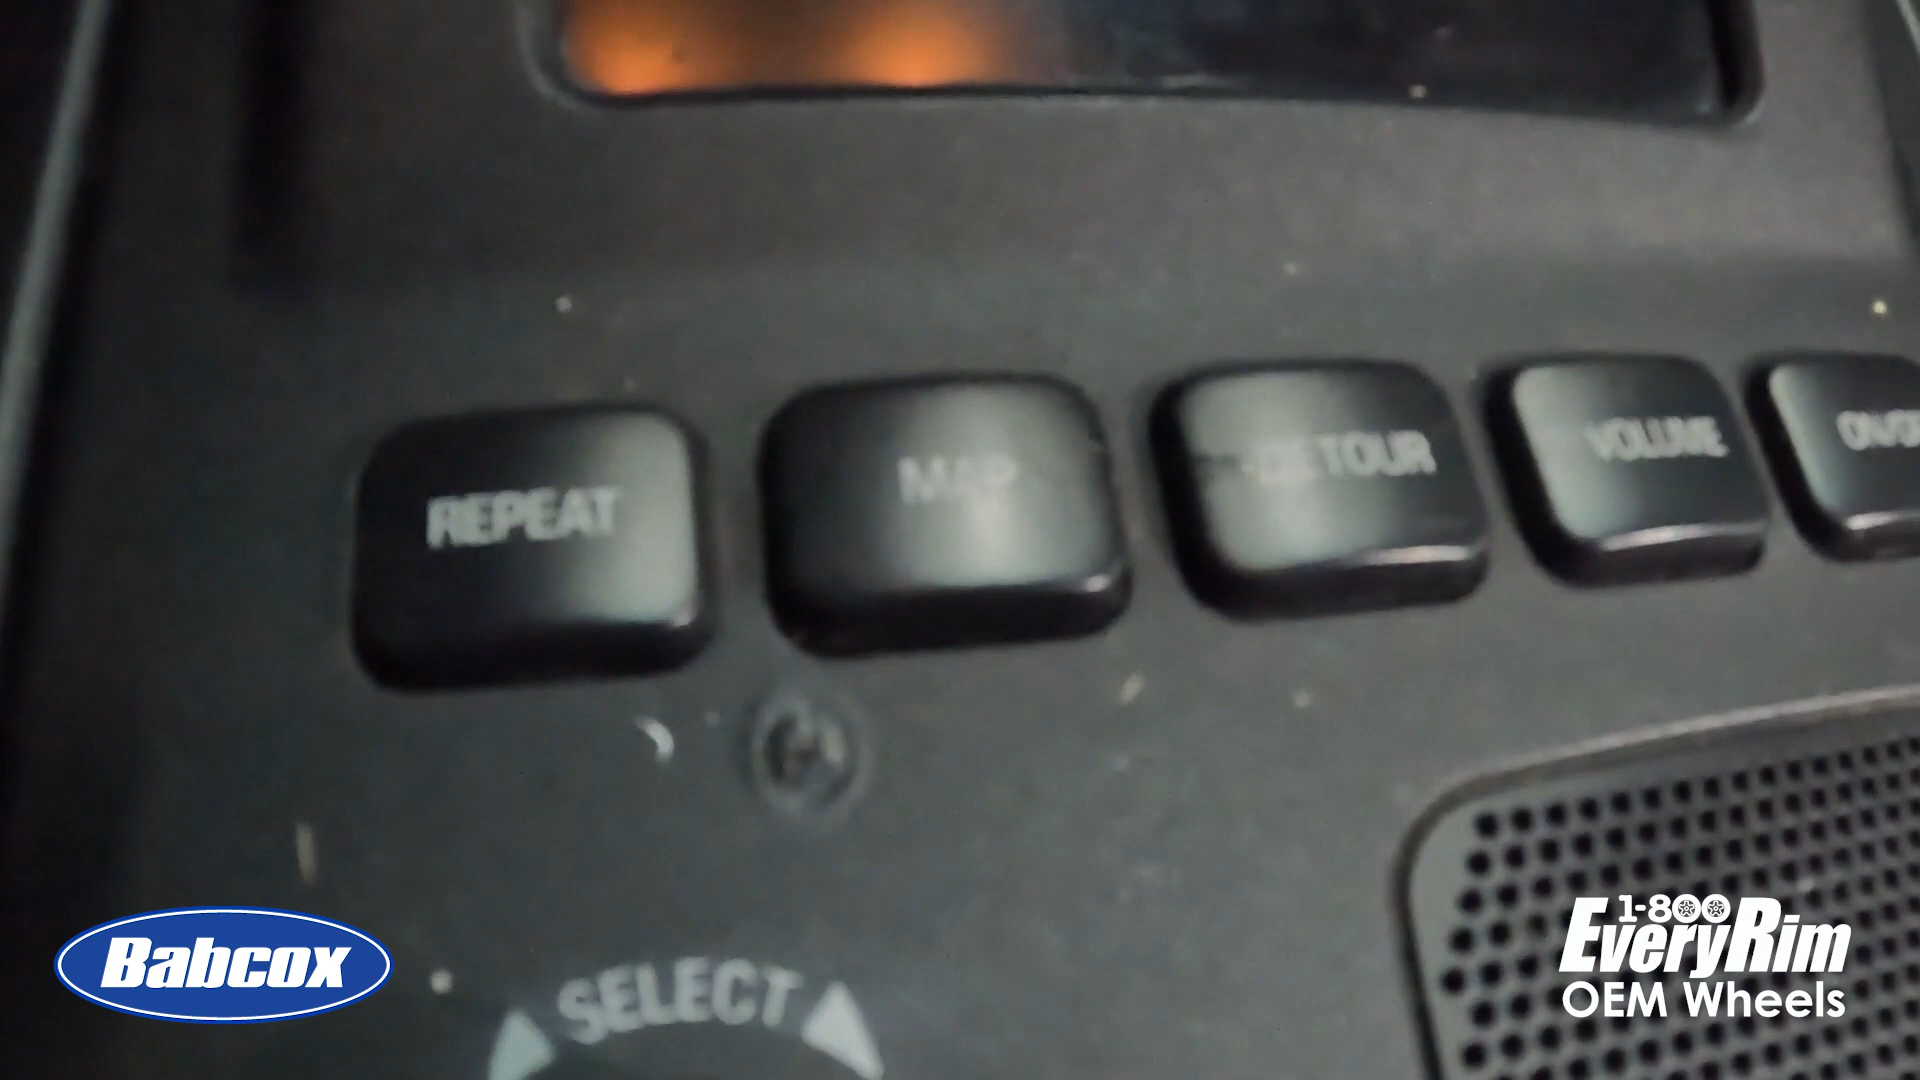 REPEAT
MAP
DETOUR
VOLUME
SELECT
Babcox
1-800
EveryRim
OEM Wheels